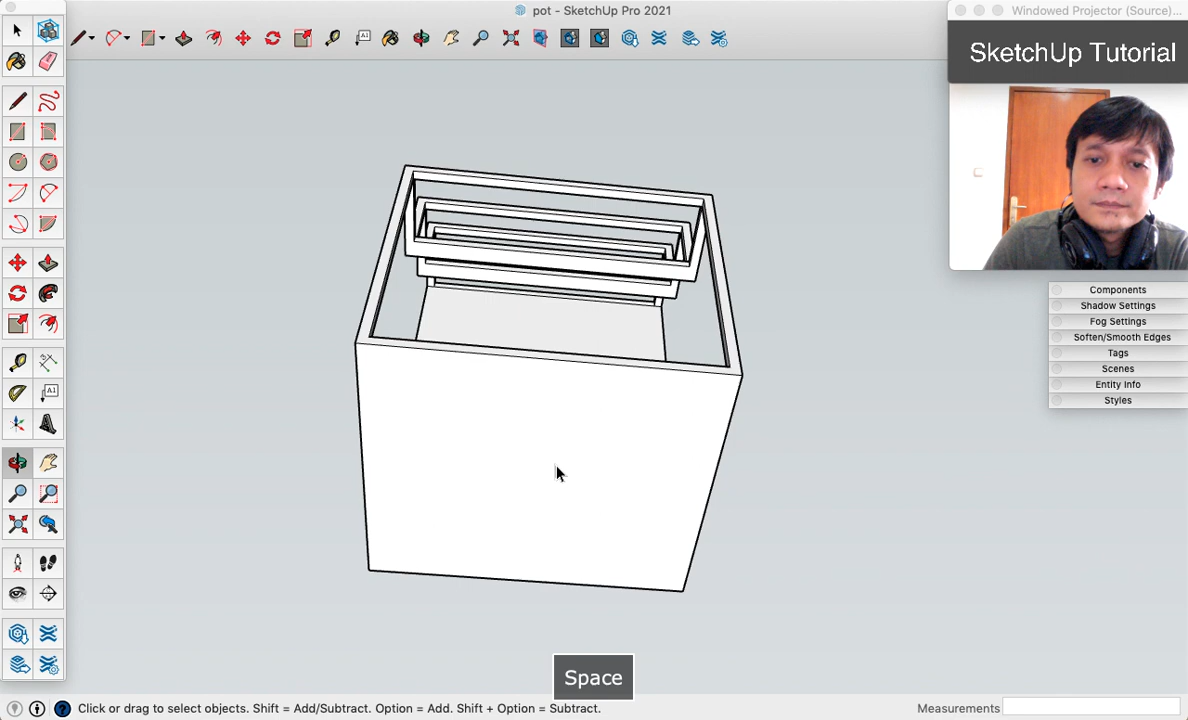 pot - SketchUp Pro 2021
Windowed Projector (Source)...
SketchUp Tutorial
A1
A1
Components
Shadow Settings
Fog Settings
Soften/Smooth Edges
Tags
Scenes
Entity Info
Styles
Space
Click or drag to select objects. Shift = Add/Subtract. Option = Add. Shift + Option = Subtract.
Measurements